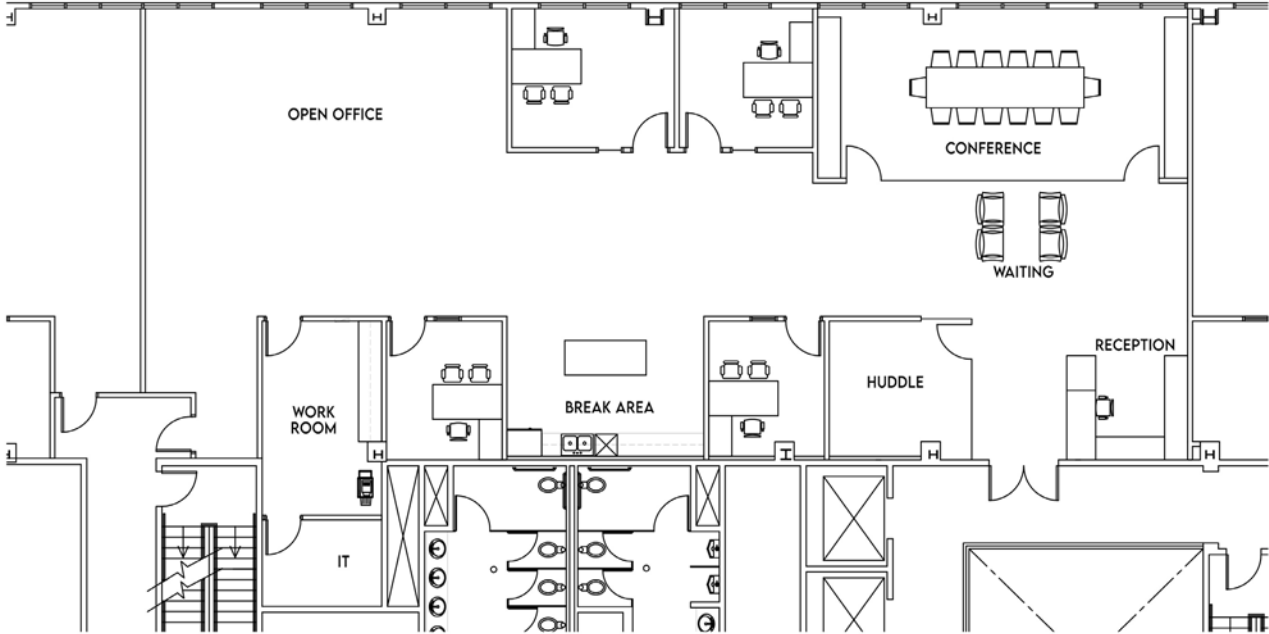 OPEN OFFICE
CONFERENCE
WAITING
RECEPTION
HUDDLE
BREAK AREA
WORK
ROOM
IT